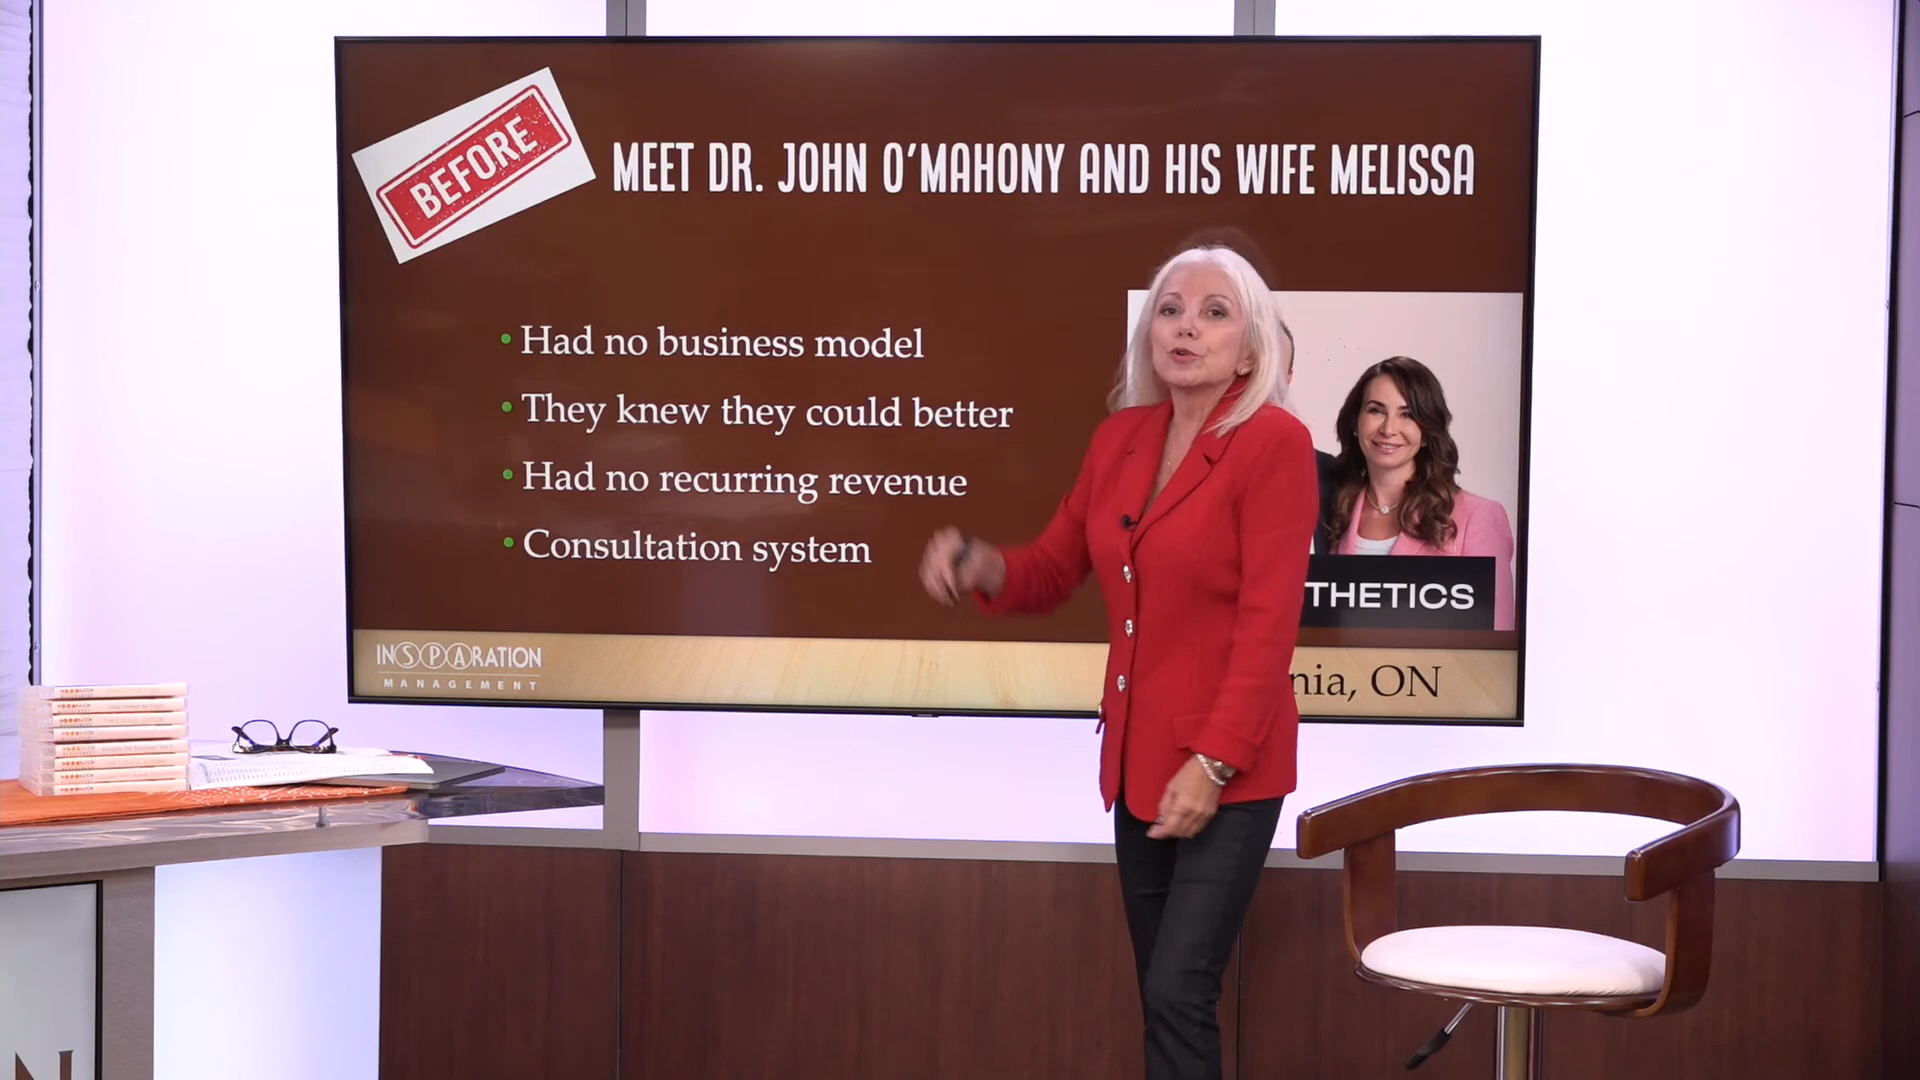 BEFORE
MEET DR. JOHN O'MAHONY AND HIS WIFE MELISSA
• Had no business model
• They knew they could better
• Had no recurring revenue
• Consultation system
THETICS
INSPARATION
MANAGEMENT
nia, ON
N